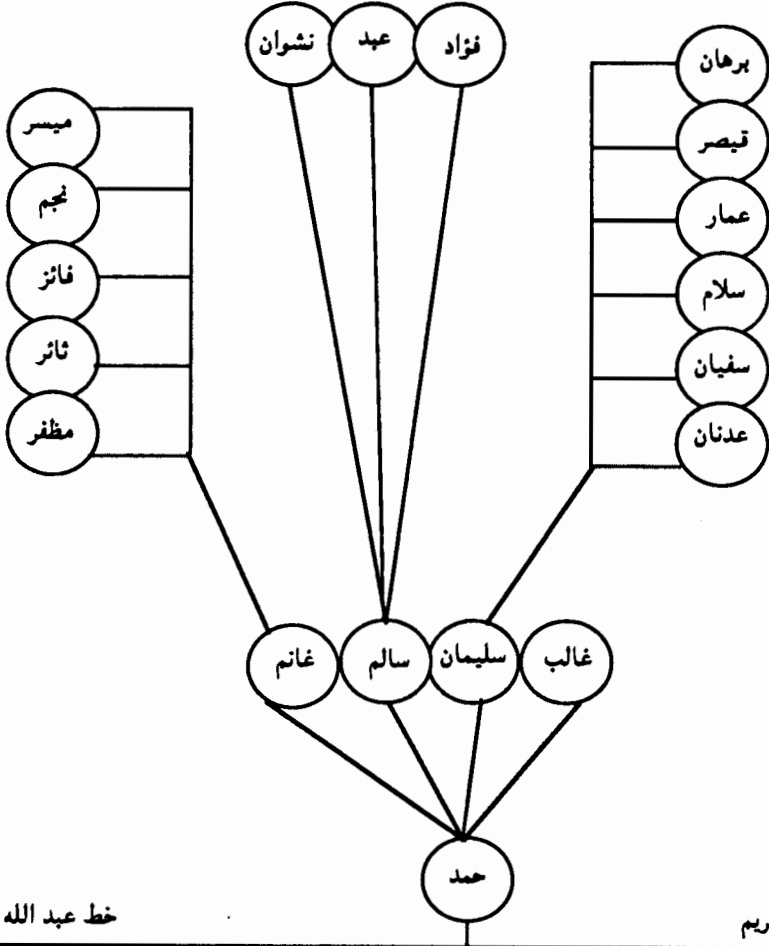 فؤاد
عبد
نشوان
برهان
قيصر
عمار
سلام
سفيان
عدنان
ميسر
نجم
فائز
ثائر
مظفر
غالب
سليمان
سالم
غانم
حمد
ريم
خط عبد الله